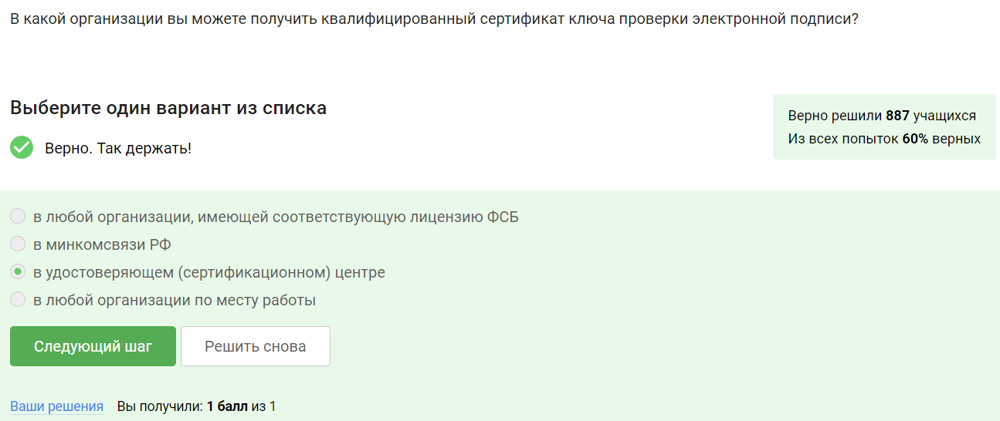 В какой организации вы можете получить квалифицированный сертификат ключа проверки электронной подписи?
Выберите один вариант из списка
Верно. Так держать!
Верно решили 887 учащихся
Из всех попыток 60% верных
в любой организации, имеющей соответствующую лицензию ФСБ
в минкомсвязи РФ
в удостоверяющем (сертификационном) центре
в любой организации по месту работы
Следующий шаг
Решить снова
Ваши решения
Вы получили: 1 балл из 1